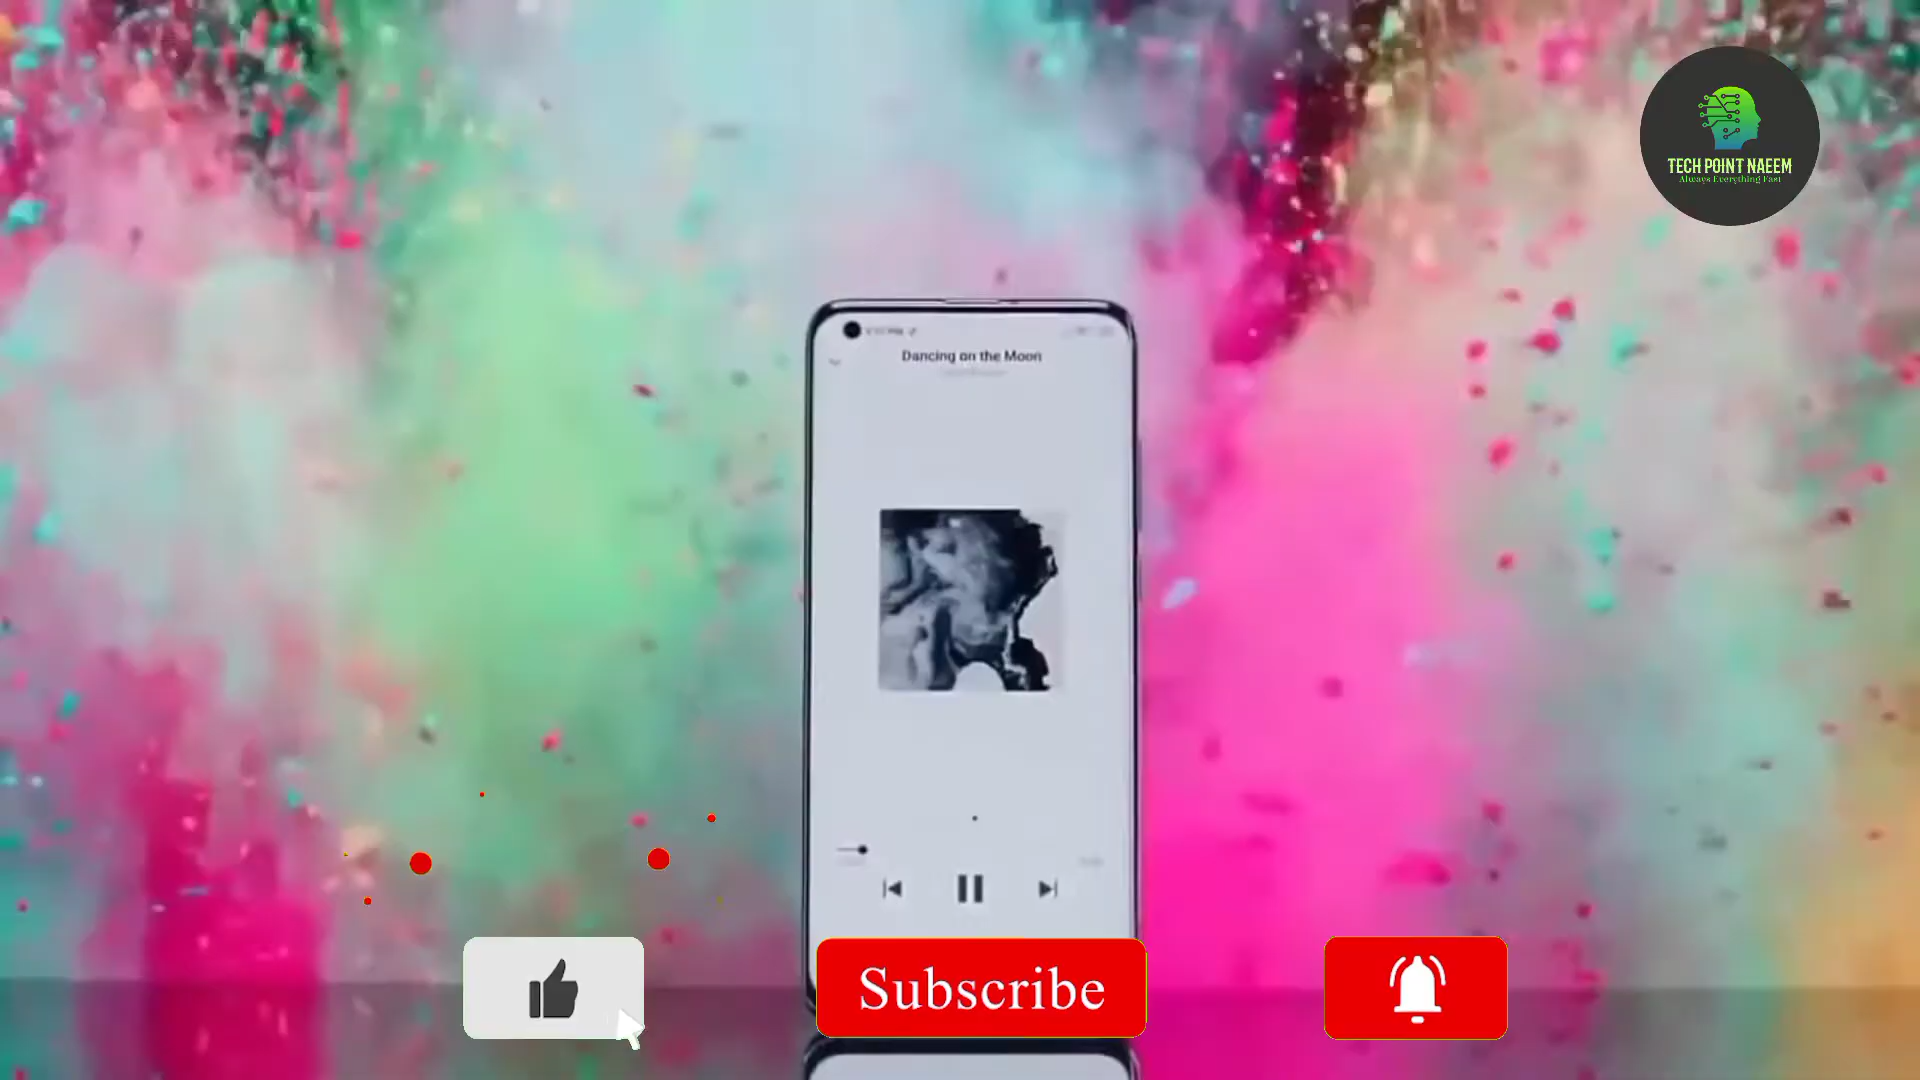 TECH POINT NAEEM
Always Everything Fast
Dancing on the Moon
Subscribe